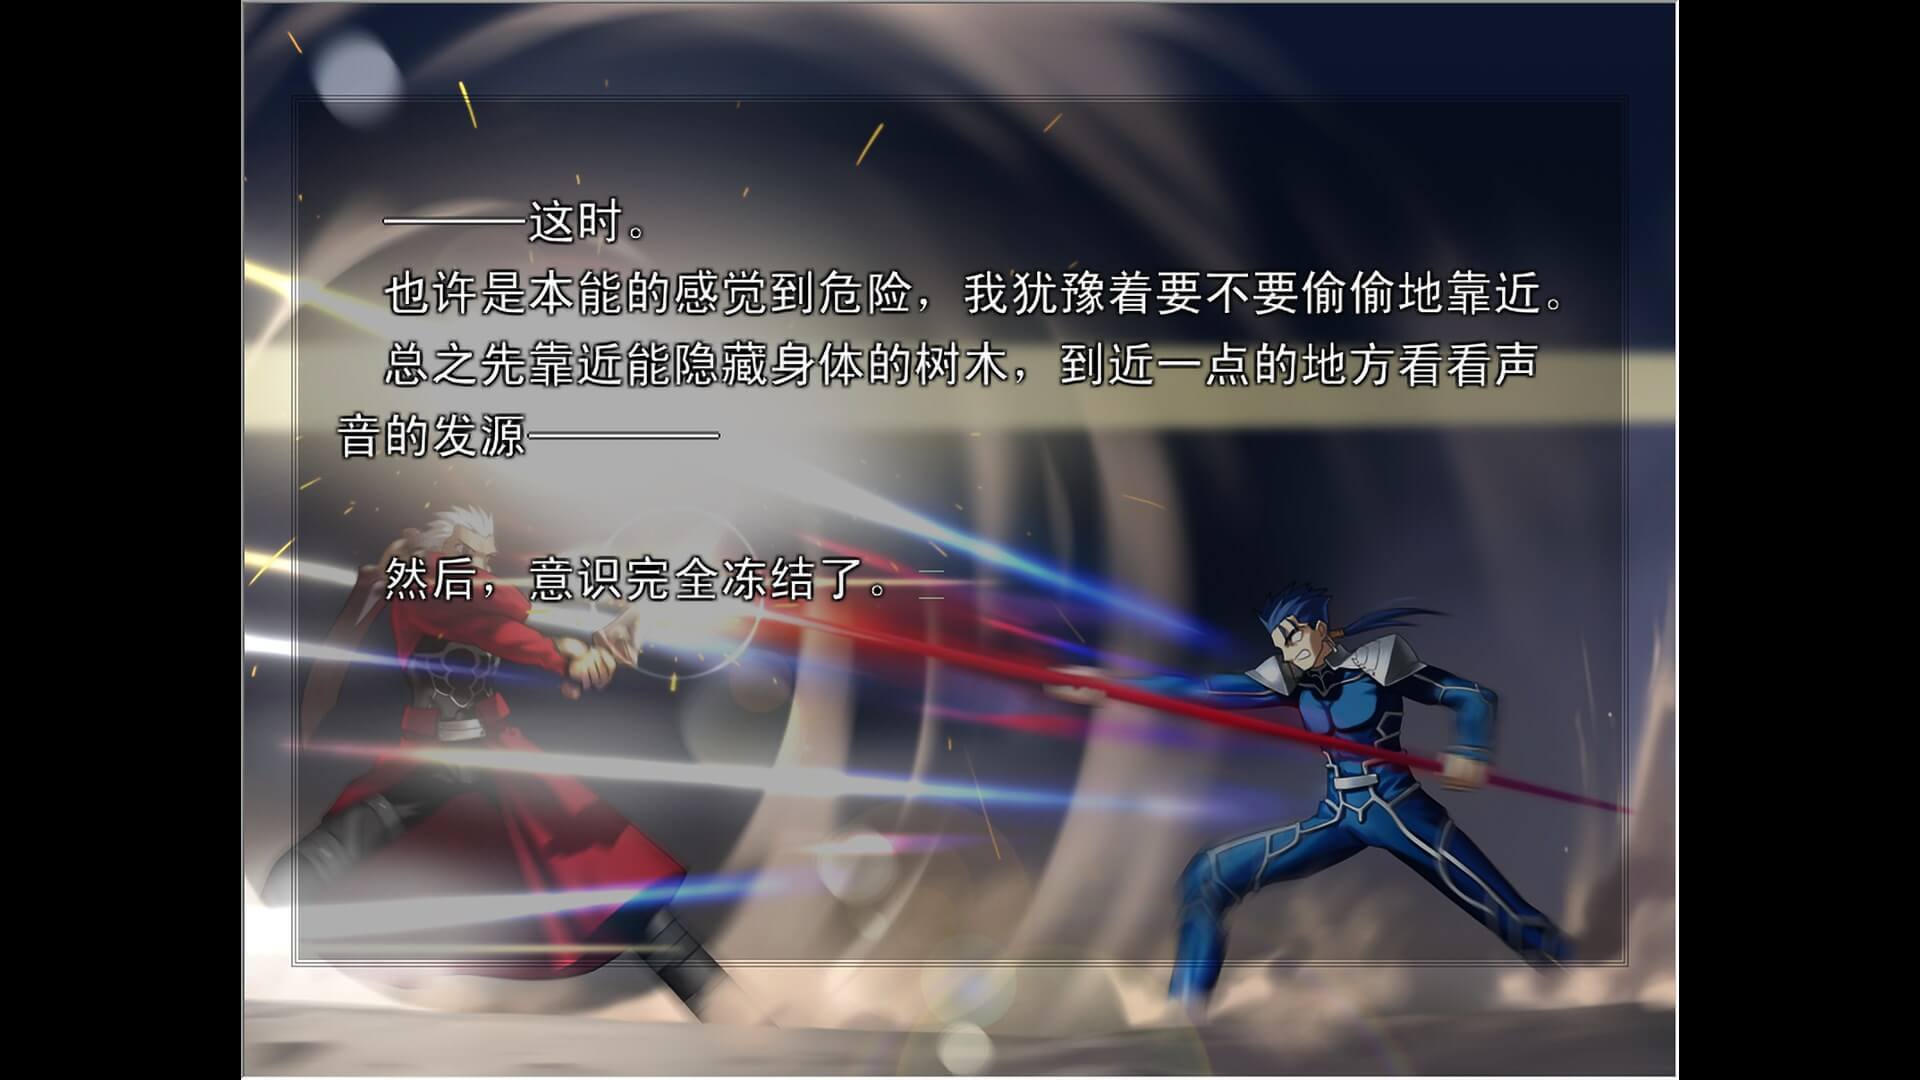 ———这时。
也许是本能的感觉到危险，我犹豫着要不要偷偷地靠近。
总之先靠近能隐藏身体的树木，到近一点的地方看看声
音的发源————
然后，意识完全冻结了。